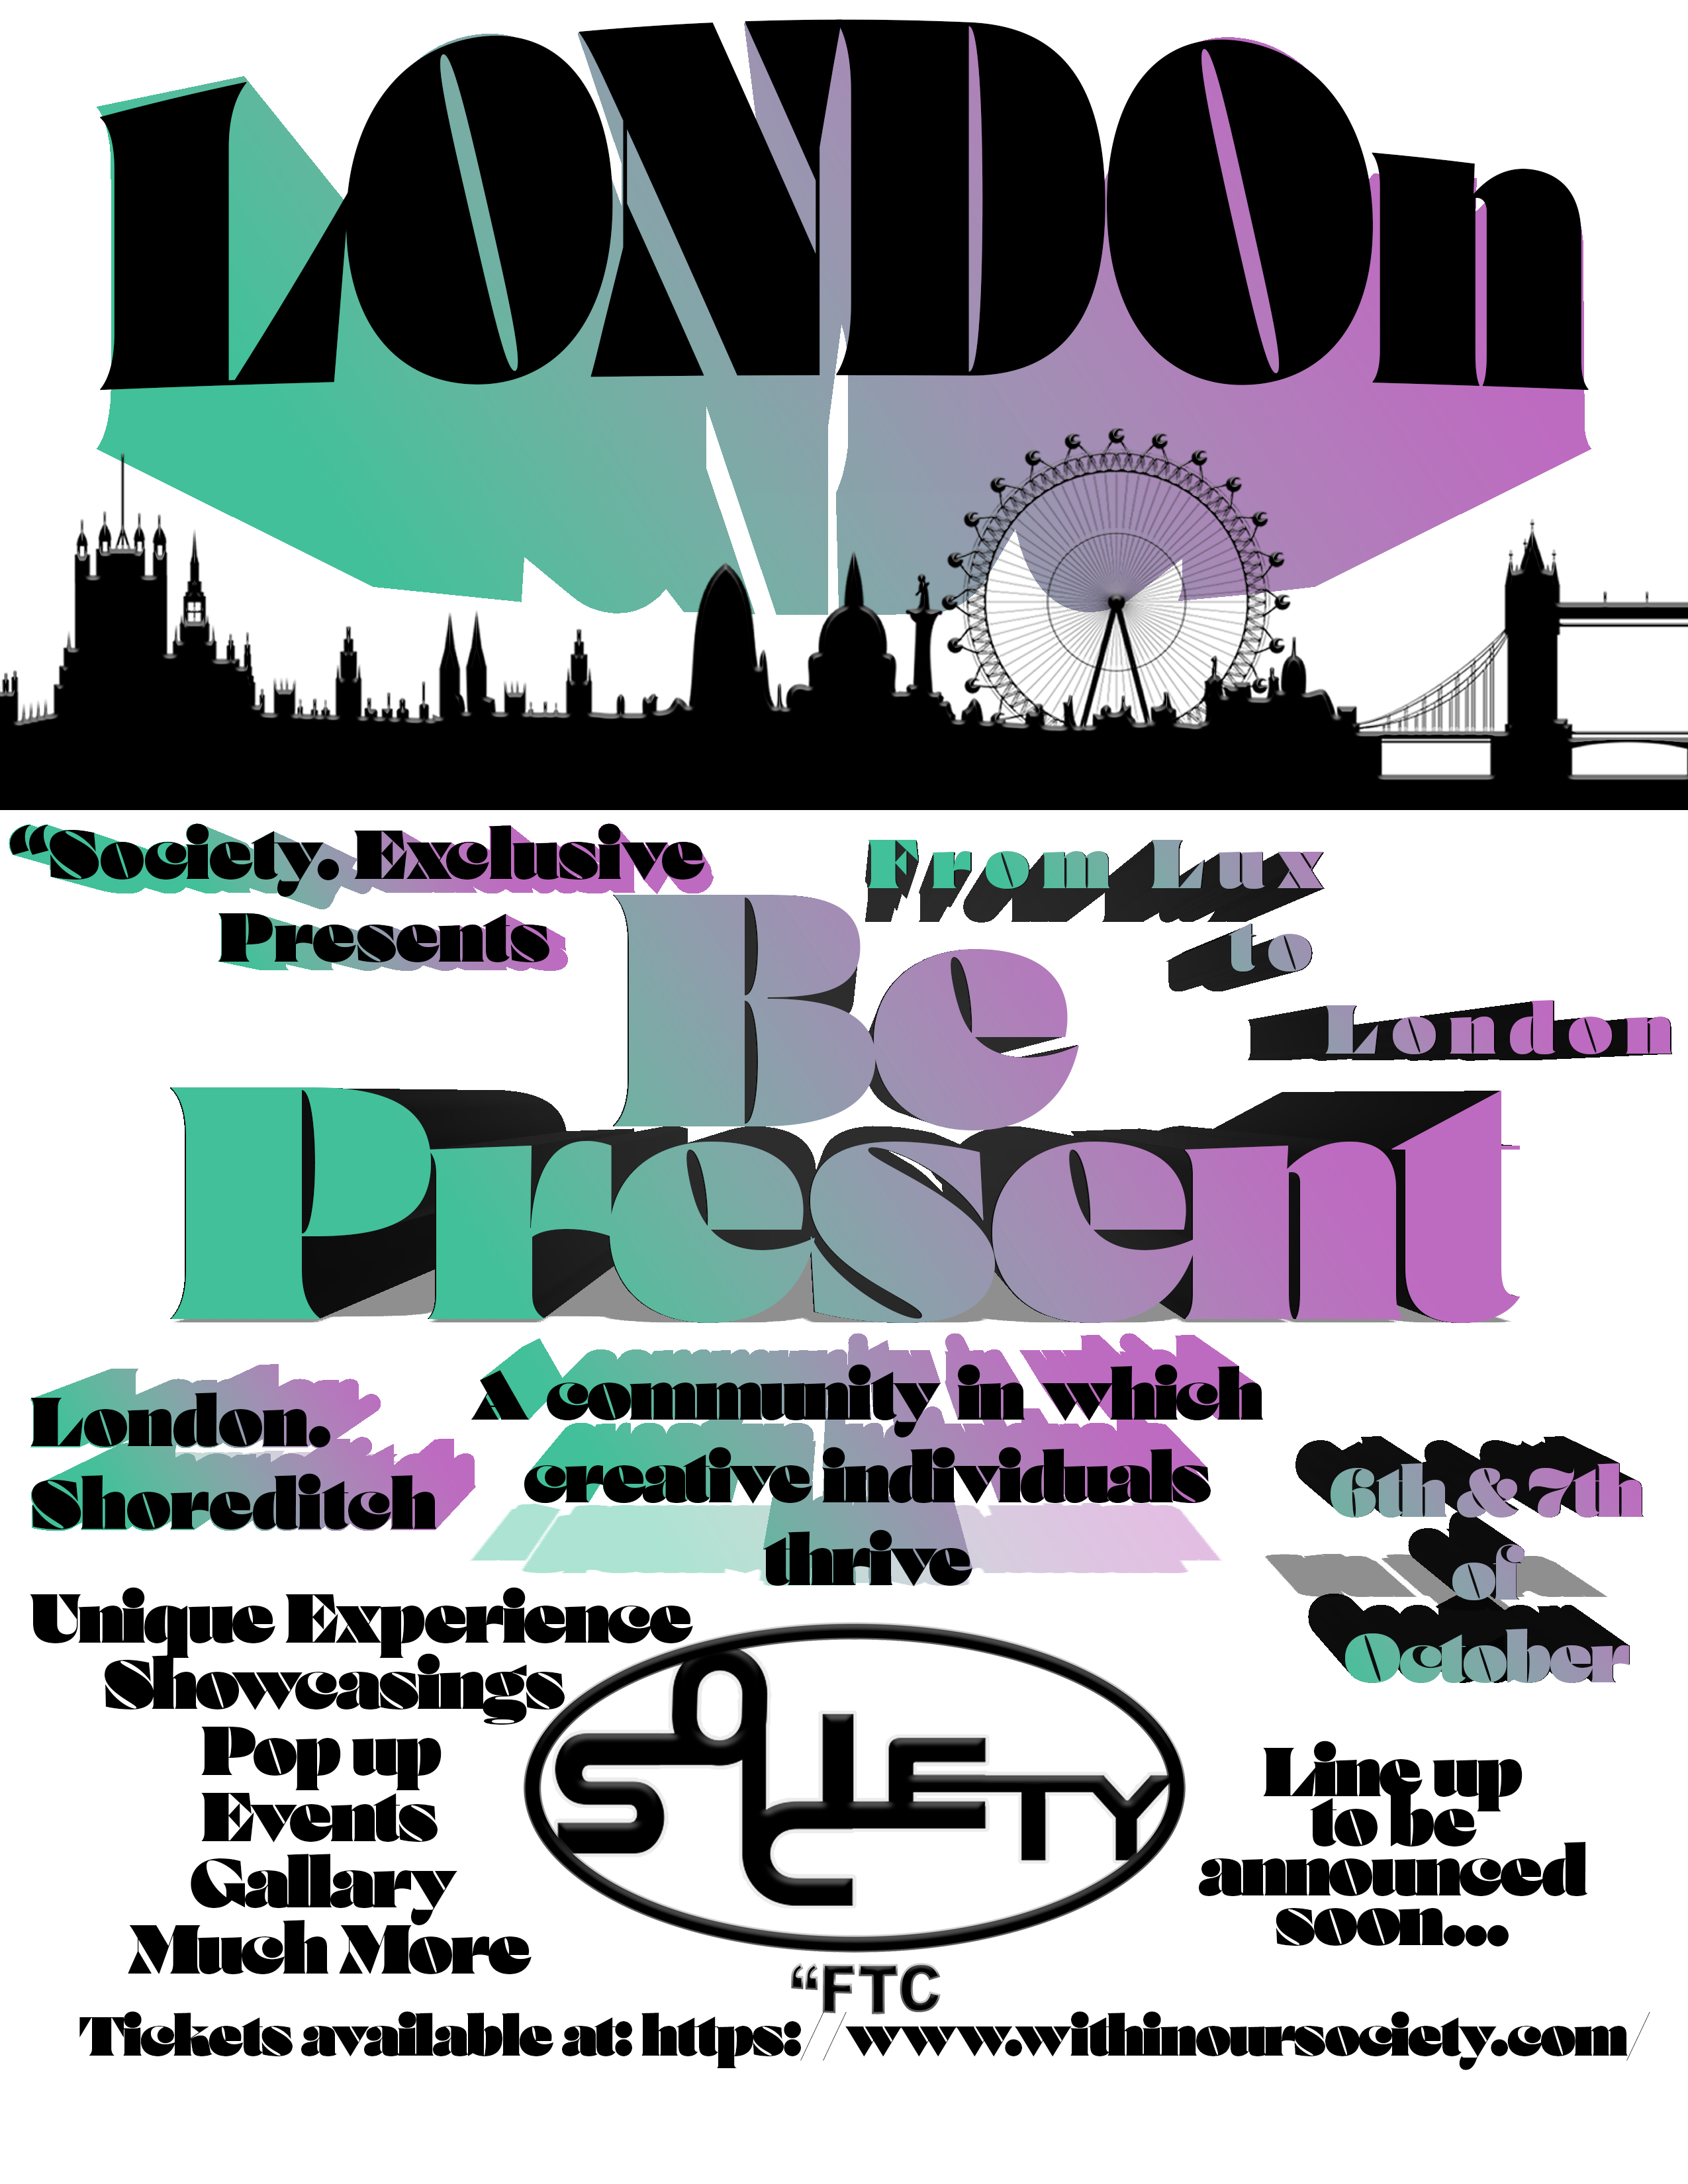 LONDOn
“Society. Exclusive
Presents
From Lux
to
London
Be
Present
London.
Shoreditch
A community in which
creative individuals
thrive
6th & 7th
of
October
Unique Experience
Showcasings
Pop up
Events
Gallary
Much More
SOCIETY
“FTC
Line up
to be
announced
soon...
Tickets available at: https://www.withinoursociety.com/